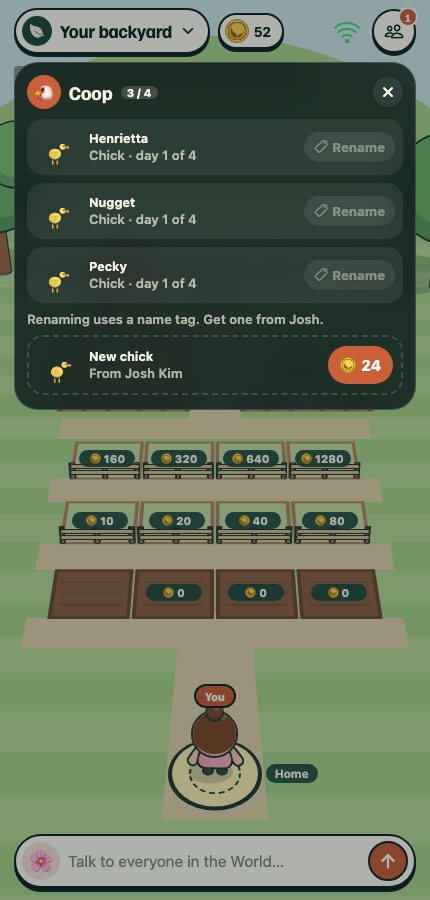 Your backyard
52
1
Coop 3 / 4
Henrietta
Chick · day 1 of 4
Rename
Nugget
Chick · day 1 of 4
Rename
Pecky
Chick · day 1 of 4
Rename
Renaming uses a name tag. Get one from Josh.
New chick
From Josh Kim
24
160 320 640 1280
10 20 40 80
0 0 0
You
Home
Talk to everyone in the World...